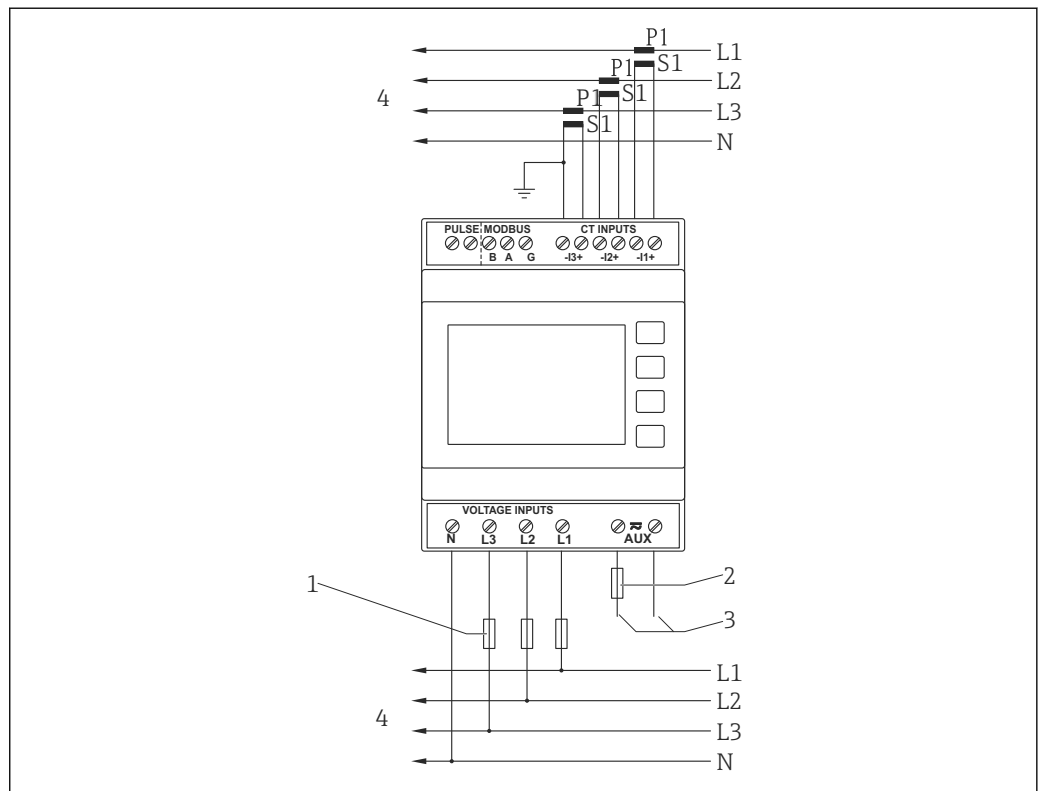 P1
L1
S1
P1
L2
S1
4
P1
L3
S1
N
PULSE MODBUS CT INPUTS
B A G -I3+ -I2+ -I1+
VOLTAGE INPUTS
N L3 L2 L1 AUX
1
2
3
L1
L2
4
L3
N